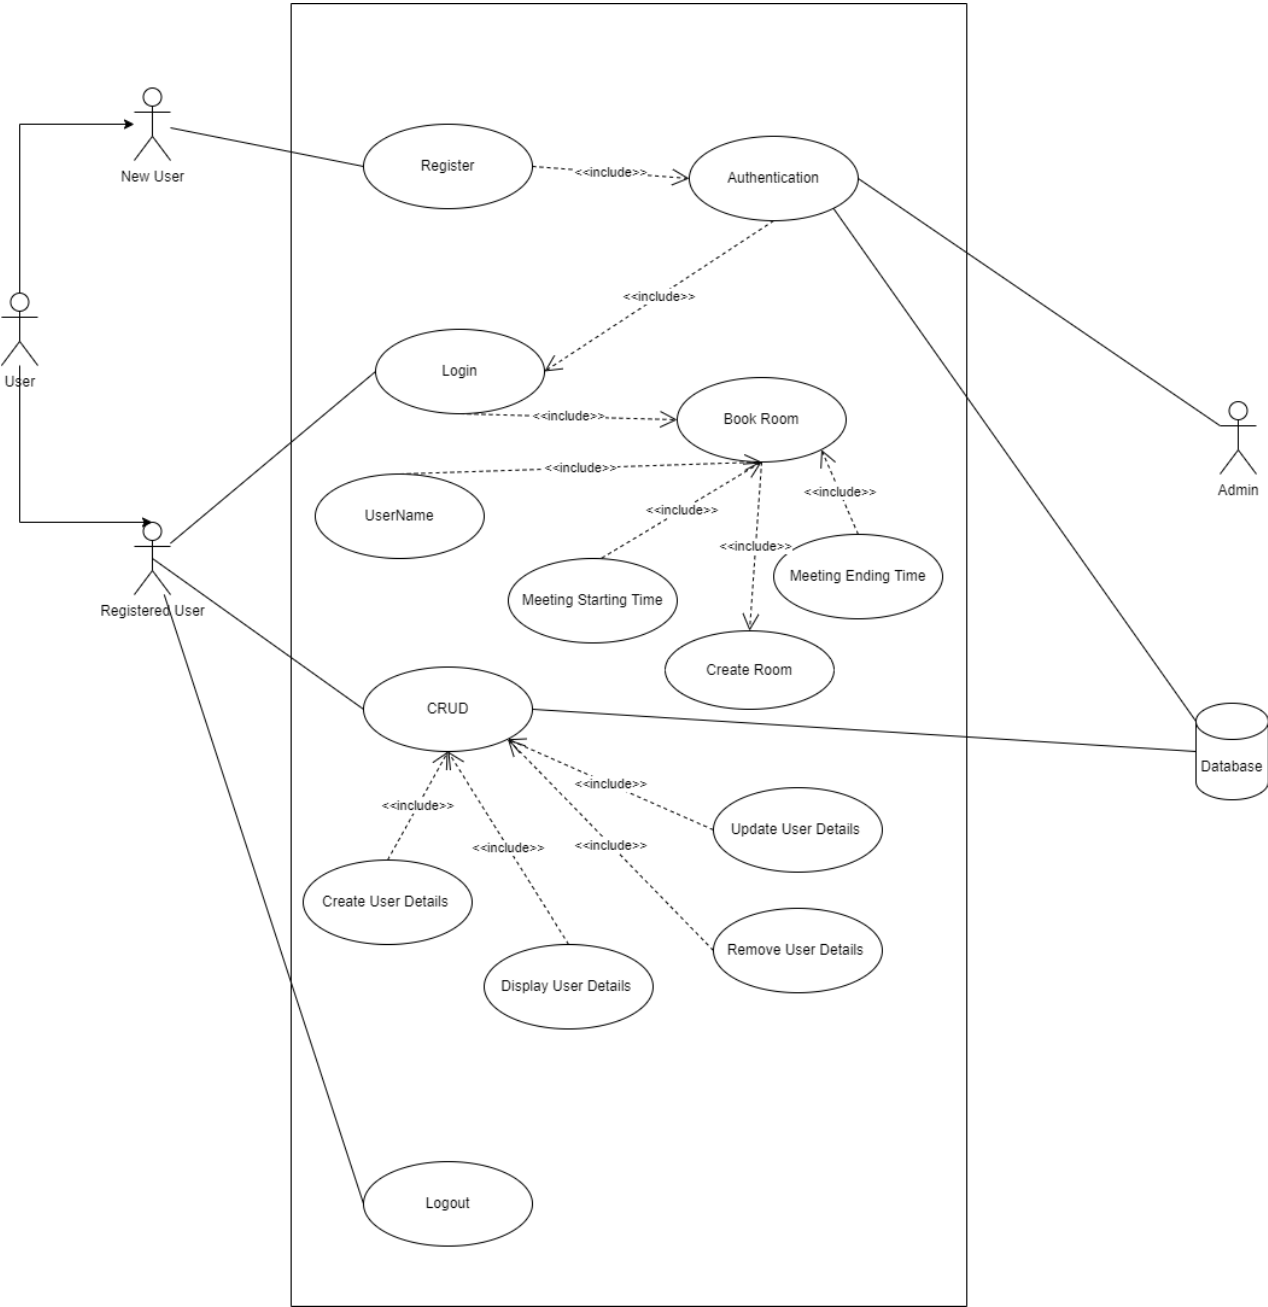 New User
Register
<<include>>
Authentication
<<include>>
User
Login
<<include>>
Book Room
<<include>>
UserName
<<include>>
<<include>>
Admin
<<include>>
Meeting Starting Time
Meeting Ending Time
Registered User
Create Room
CRUD
Database
<<include>>
<<include>>
<<include>>
<<include>>
Update User Details
Create User Details
Remove User Details
Display User Details
Logout